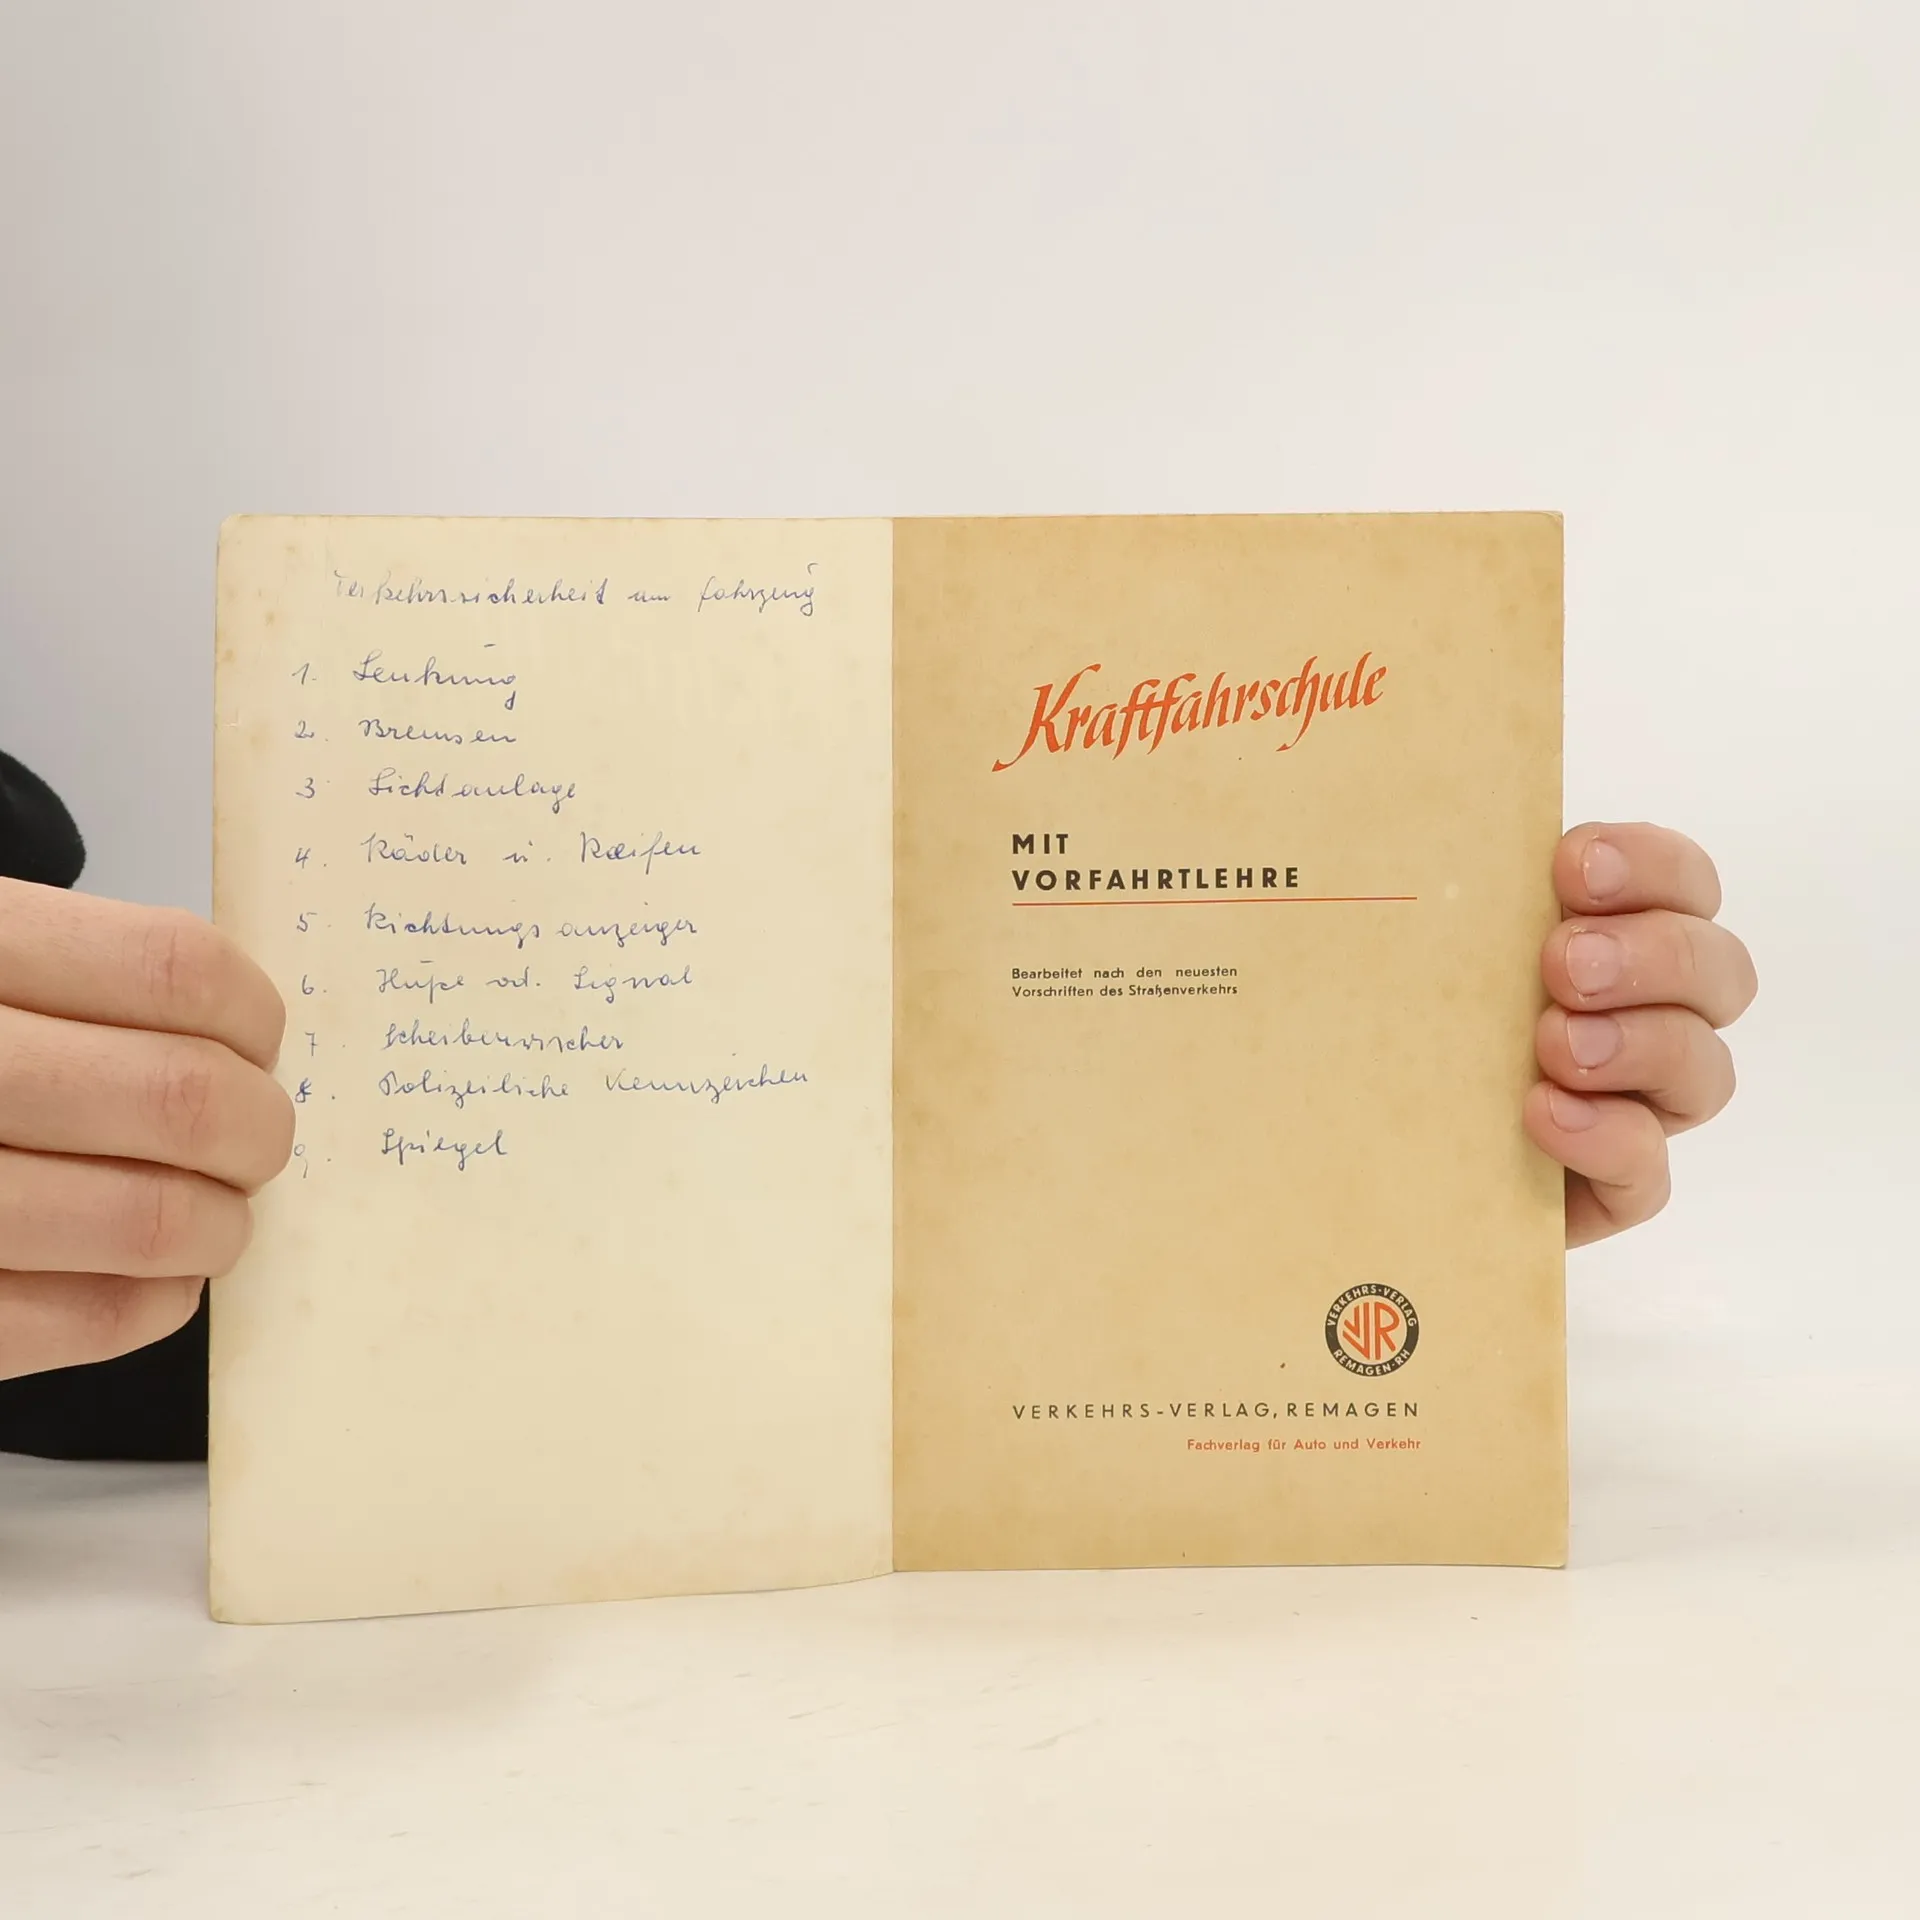 Verkehrssicherheit am Fahrzeug
1. Lenkung
2. Bremsen
3 Lichtanlage
4. Räder u. Reifen
5. Richtungsanzeiger
6. Hupe od. Signal
7. Scheibenwischer
8. Polizeiliche Kennzeichen
9. Spiegel
Kraftfahrschule
MIT
VORFAHRTLEHRE
Bearbeitet nach den neuesten
Vorschriften des Straßenverkehrs
VERKEHRS-VERLAG
VVR
REMAGEN-RH
VERKEHRS-VERLAG, REMAGEN
Fachverlag für Auto und Verkehr